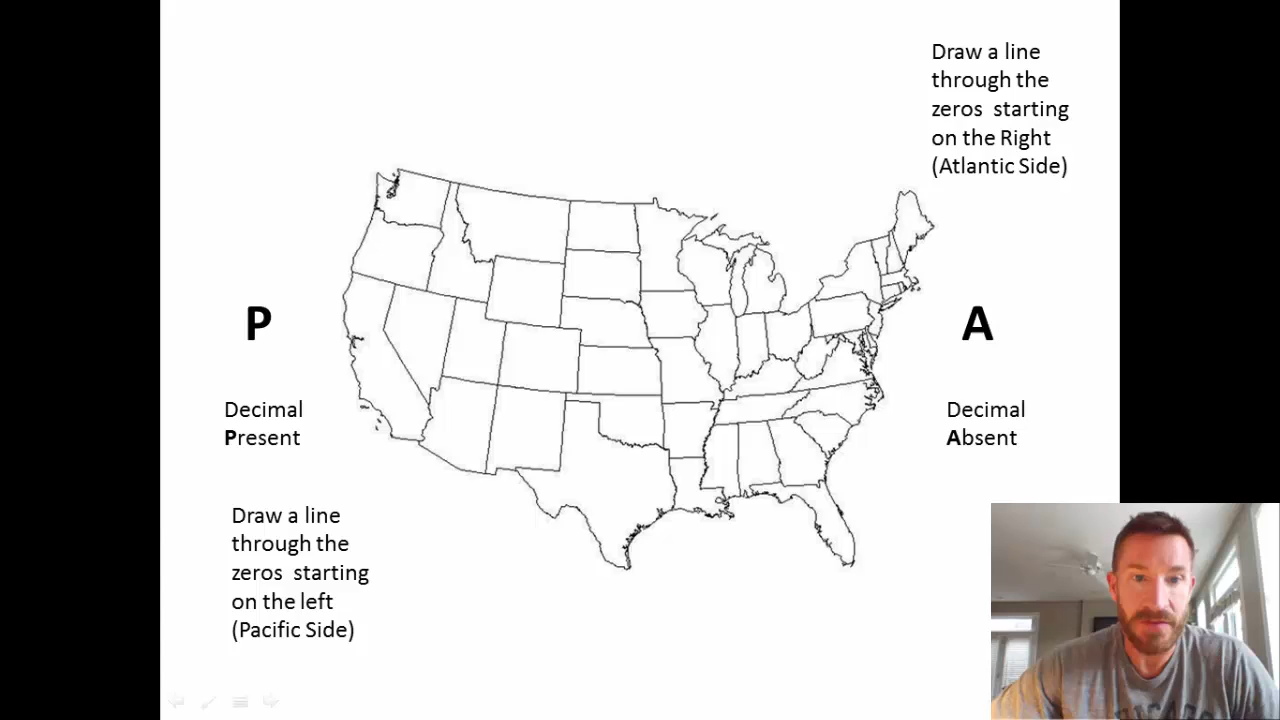 Draw a line
through the
zeros  starting
on the Right
(Atlantic Side)
P
A
Decimal
Present
Decimal
Absent
Draw a line
through the
zeros  starting
on the left
(Pacific Side)